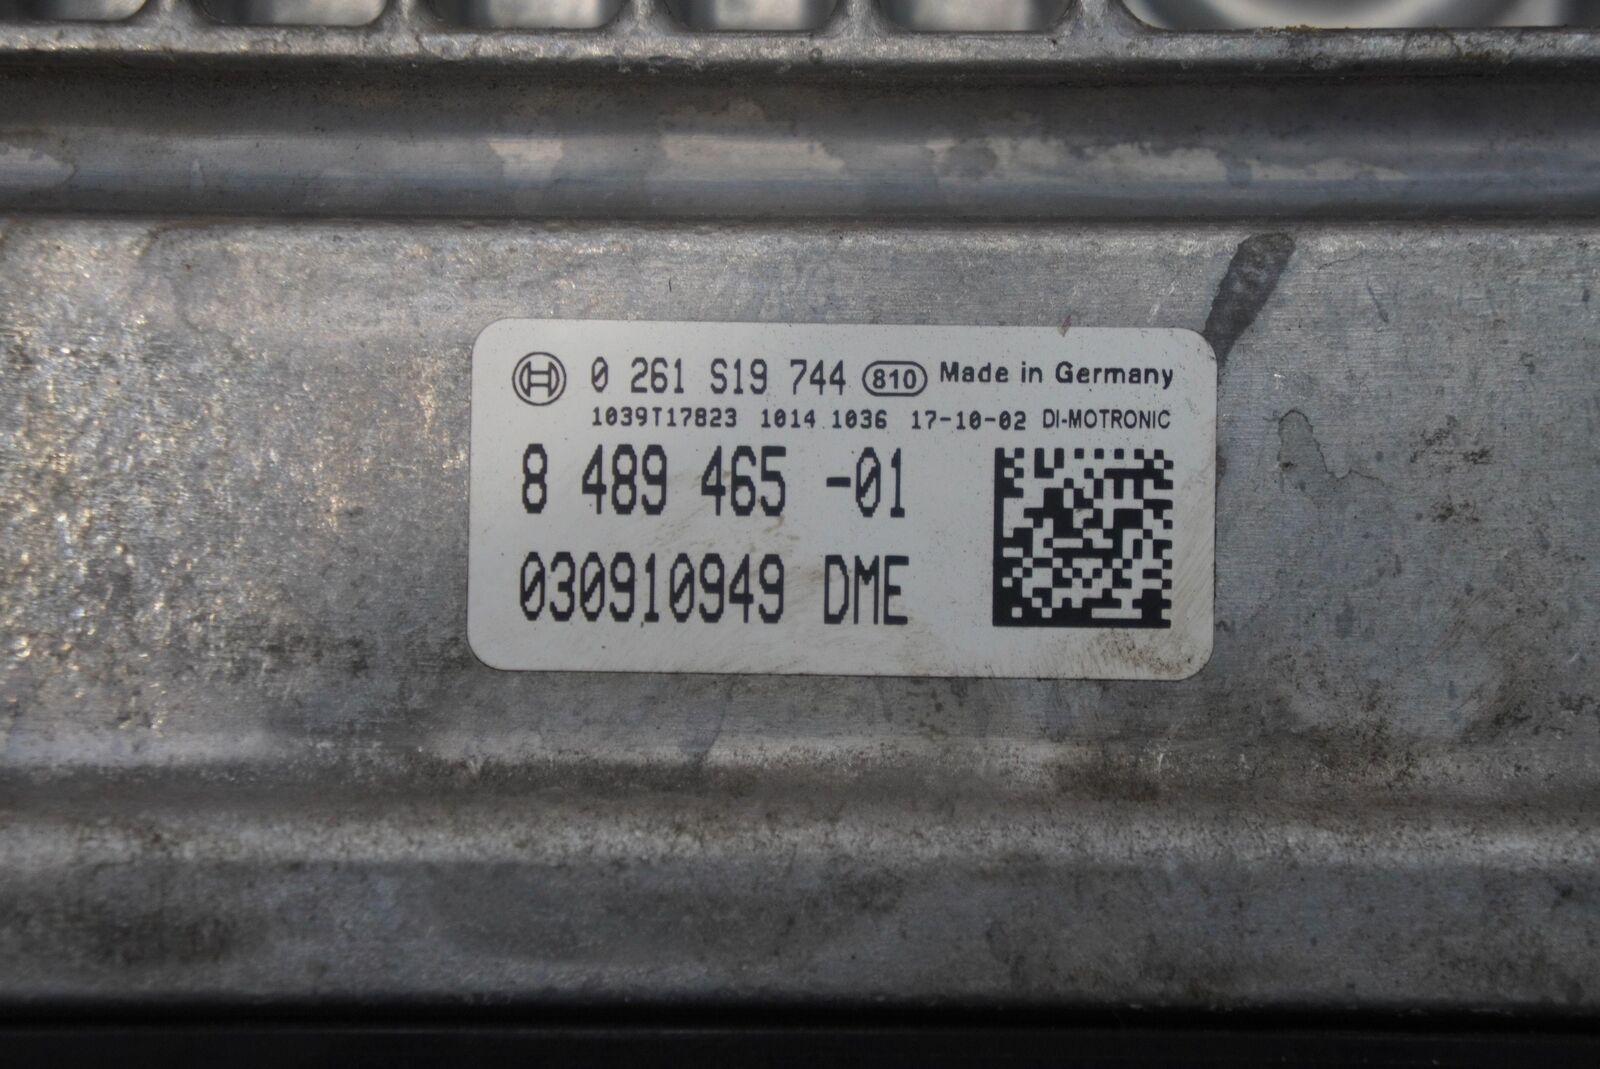 0 261 S19 744 810 Made in Germany
1039T17823 1014 1036 17-10-02 DI-MOTRONIC
8 489 465 -01
030910949 DME